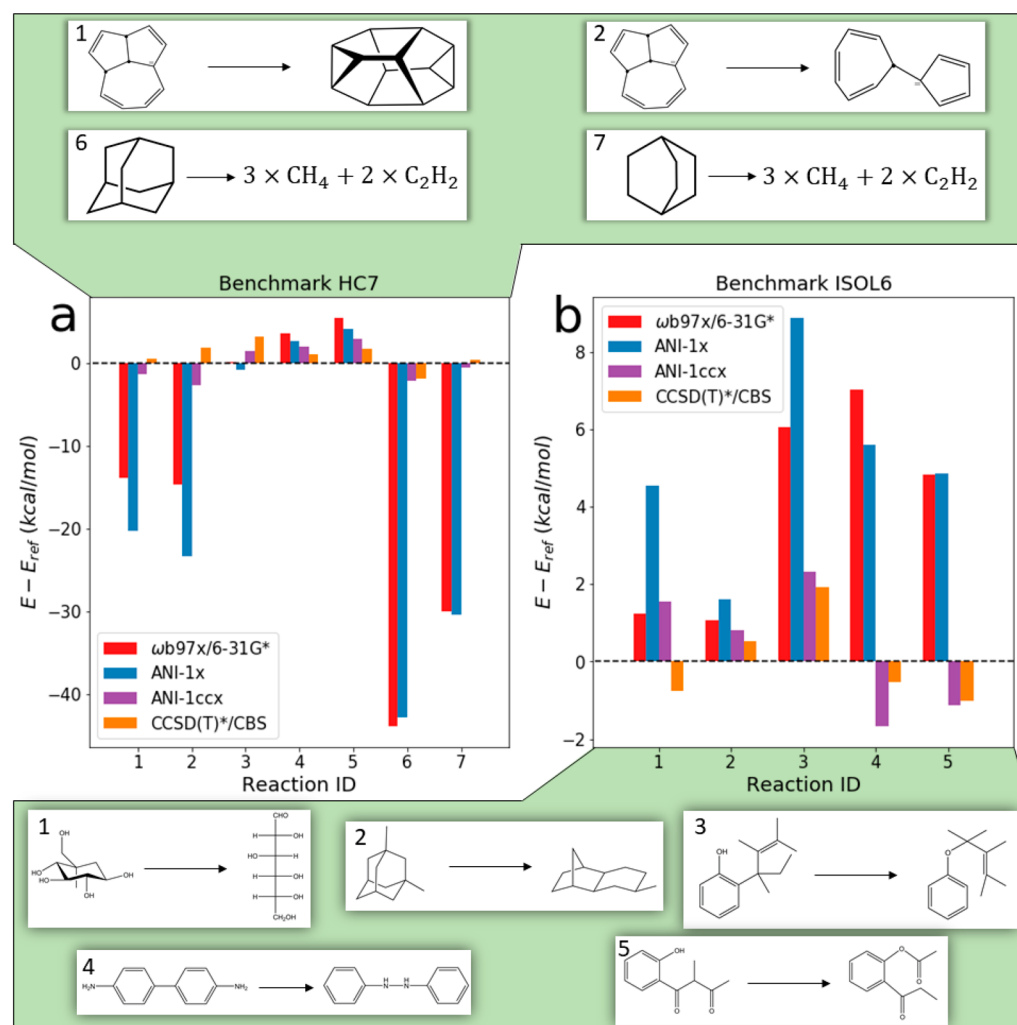 1
2
6
3 × CH₄ + 2 × C₂H₂
7
3 × CH₄ + 2 × C₂H₂
Benchmark HC7
a
0
−10
−20
−30
−40
E − E_ref (kcal/mol)
ωb97x/6-31G*
ANI-1x
ANI-1ccx
CCSD(T)*/CBS
1 2 3 4 5 6 7
Reaction ID
Benchmark ISOL6
b
ωb97x/6-31G*
ANI-1x
ANI-1ccx
CCSD(T)*/CBS
8
6
4
2
0
−2
E − E_ref (kcal/mol)
1 2 3 4 5
Reaction ID
1
OH
HO
HO
OH
OH
CHO
H OH
HO H
H OH
H OH
CH₂OH
2
3
OH
O
4
H₂N
NH₂
H H
N N
5
OH
O O
O
O
O